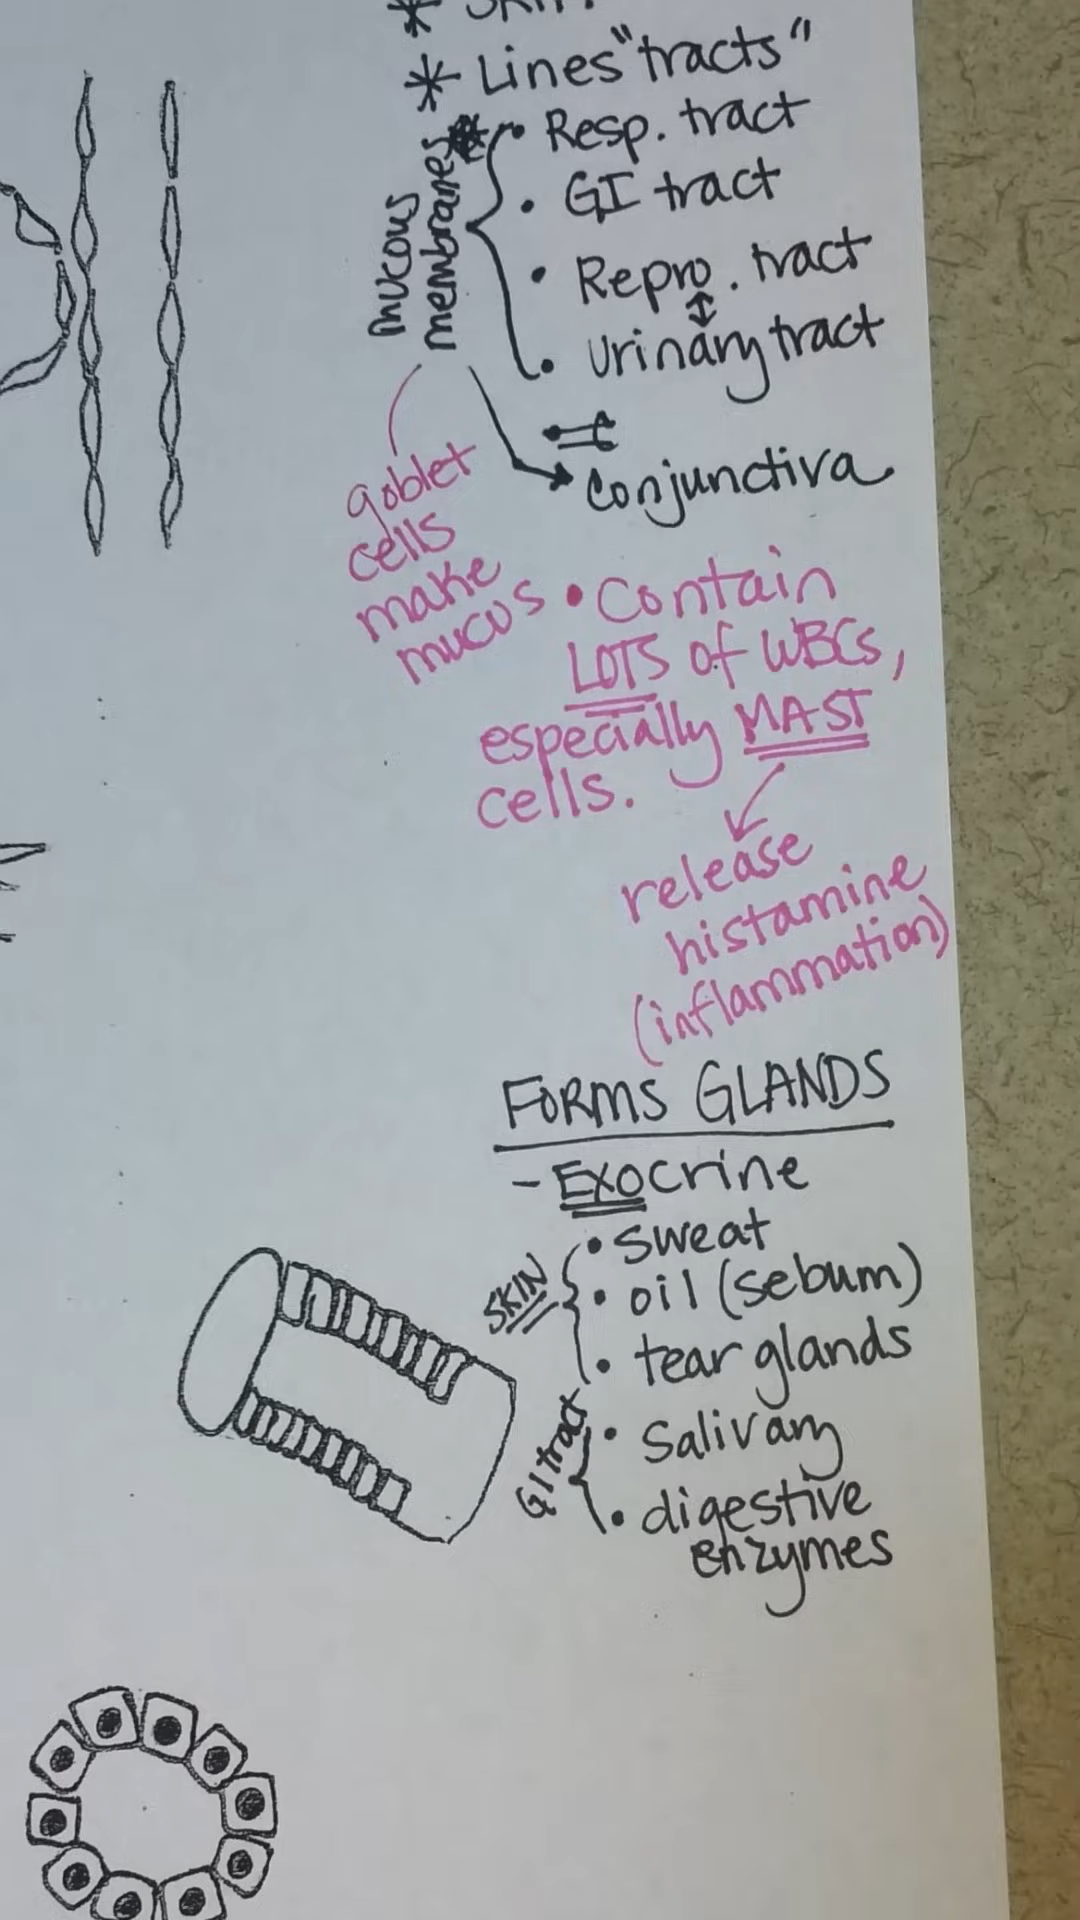 * Lines "tracts"
mucous
membranes
• Resp. tract
• GI tract
• Repro. tract
• urinary tract
conjunctiva
goblet
cells
make
mucus
• Contain
LOTS of WBCs,
especially MAST
cells.
release
histamine
(inflammation)
FORMS GLANDS
- EXOcrine
SKIN
• sweat
• oil (sebum)
• tear glands
GI tract
• Salivary
• digestive
enzymes